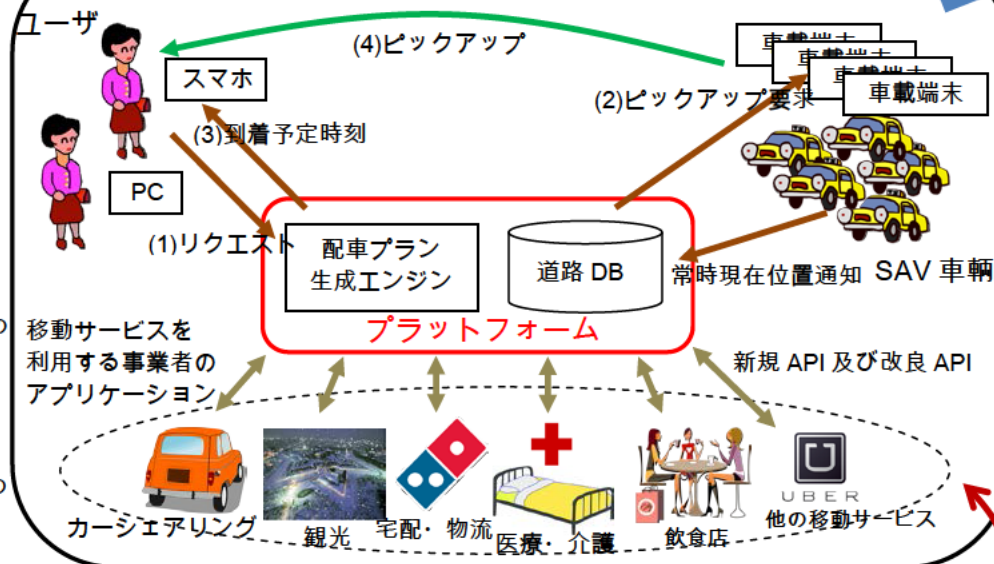 ユーザ
(4)ピックアップ
車載端末
車載端末
車載端末
車載端末
スマホ
(2)ピックアップ要求
(3)到着予定時刻
PC
(1)リクエスト
配車プラン
生成エンジン
道路 DB
常時現在位置通知
SAV 車輌
プラットフォーム
の
移動サービスを
利用する事業者の
アプリケーション
新規 API 及び改良 API
U
UBER
カーシェアリング
観光
宅配・物流
医療・介護
飲食店
他の移動サービス